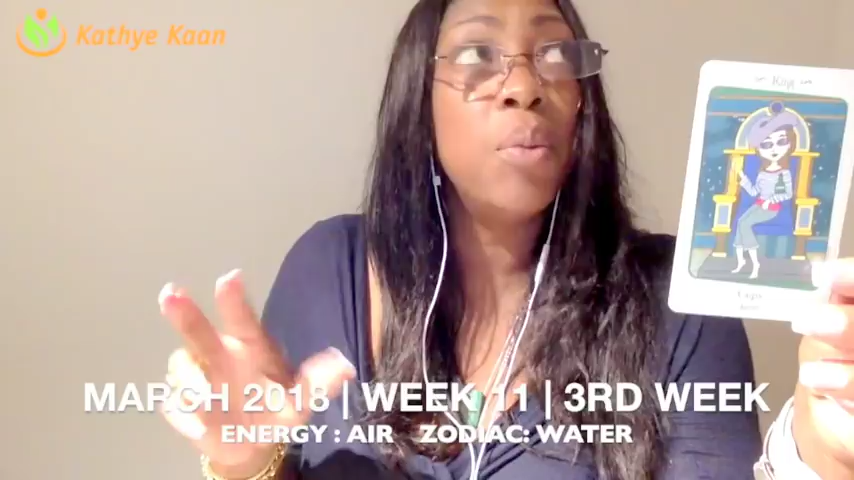 Kathye Kaan
MARCH 2018 | WEEK 11 | 3RD WEEK
ENERGY : AIR ZODIAC: WATER